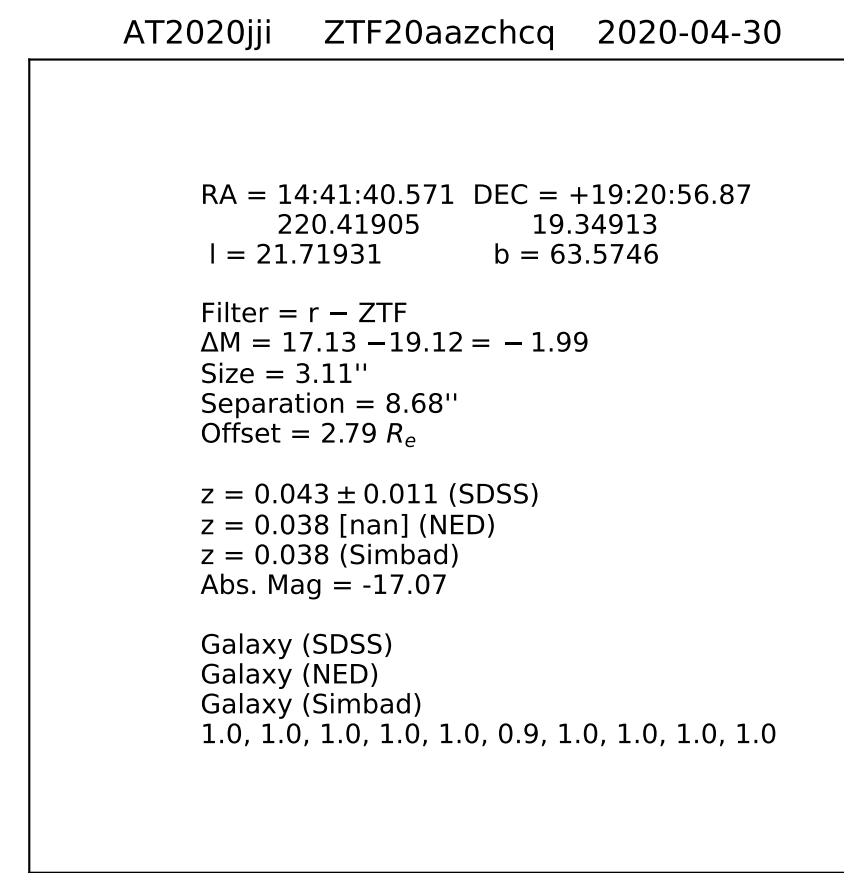 AT2020jji ZTF20aazchcq 2020-04-30
RA = 14:41:40.571 DEC = +19:20:56.87
220.41905 19.34913
l = 21.71931 b = 63.5746
Filter = r − ZTF
ΔM = 17.13 −19.12 = − 1.99
Size = 3.11''
Separation = 8.68''
Offset = 2.79 Rₑ
z = 0.043 ± 0.011 (SDSS)
z = 0.038 [nan] (NED)
z = 0.038 (Simbad)
Abs. Mag = -17.07
Galaxy (SDSS)
Galaxy (NED)
Galaxy (Simbad)
1.0, 1.0, 1.0, 1.0, 1.0, 0.9, 1.0, 1.0, 1.0, 1.0